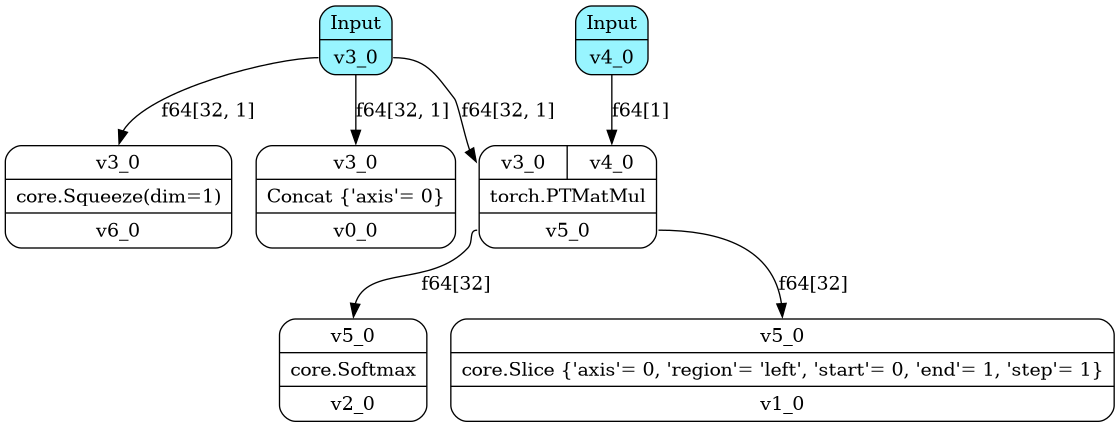 Input
v3_0
Input
v4_0
f64[32, 1]
f64[32, 1]
f64[32, 1]
f64[1]
v3_0
core.Squeeze(dim=1)
v6_0
v3_0
Concat {'axis'= 0}
v0_0
v3_0
v4_0
torch.PTMatMul
v5_0
f64[32]
f64[32]
v5_0
core.Softmax
v2_0
v5_0
core.Slice {'axis'= 0, 'region'= 'left', 'start'= 0, 'end'= 1, 'step'= 1}
v1_0